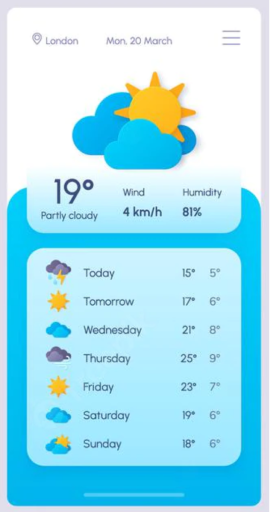 London Mon, 20 March
19°
Partly cloudy
Wind Humidity
4 km/h 81%
Today 15° 5°
Tomorrow 17° 6°
Wednesday 21° 8°
Thursday 25° 9°
Friday 23° 7°
Saturday 19° 6°
Sunday 18° 6°